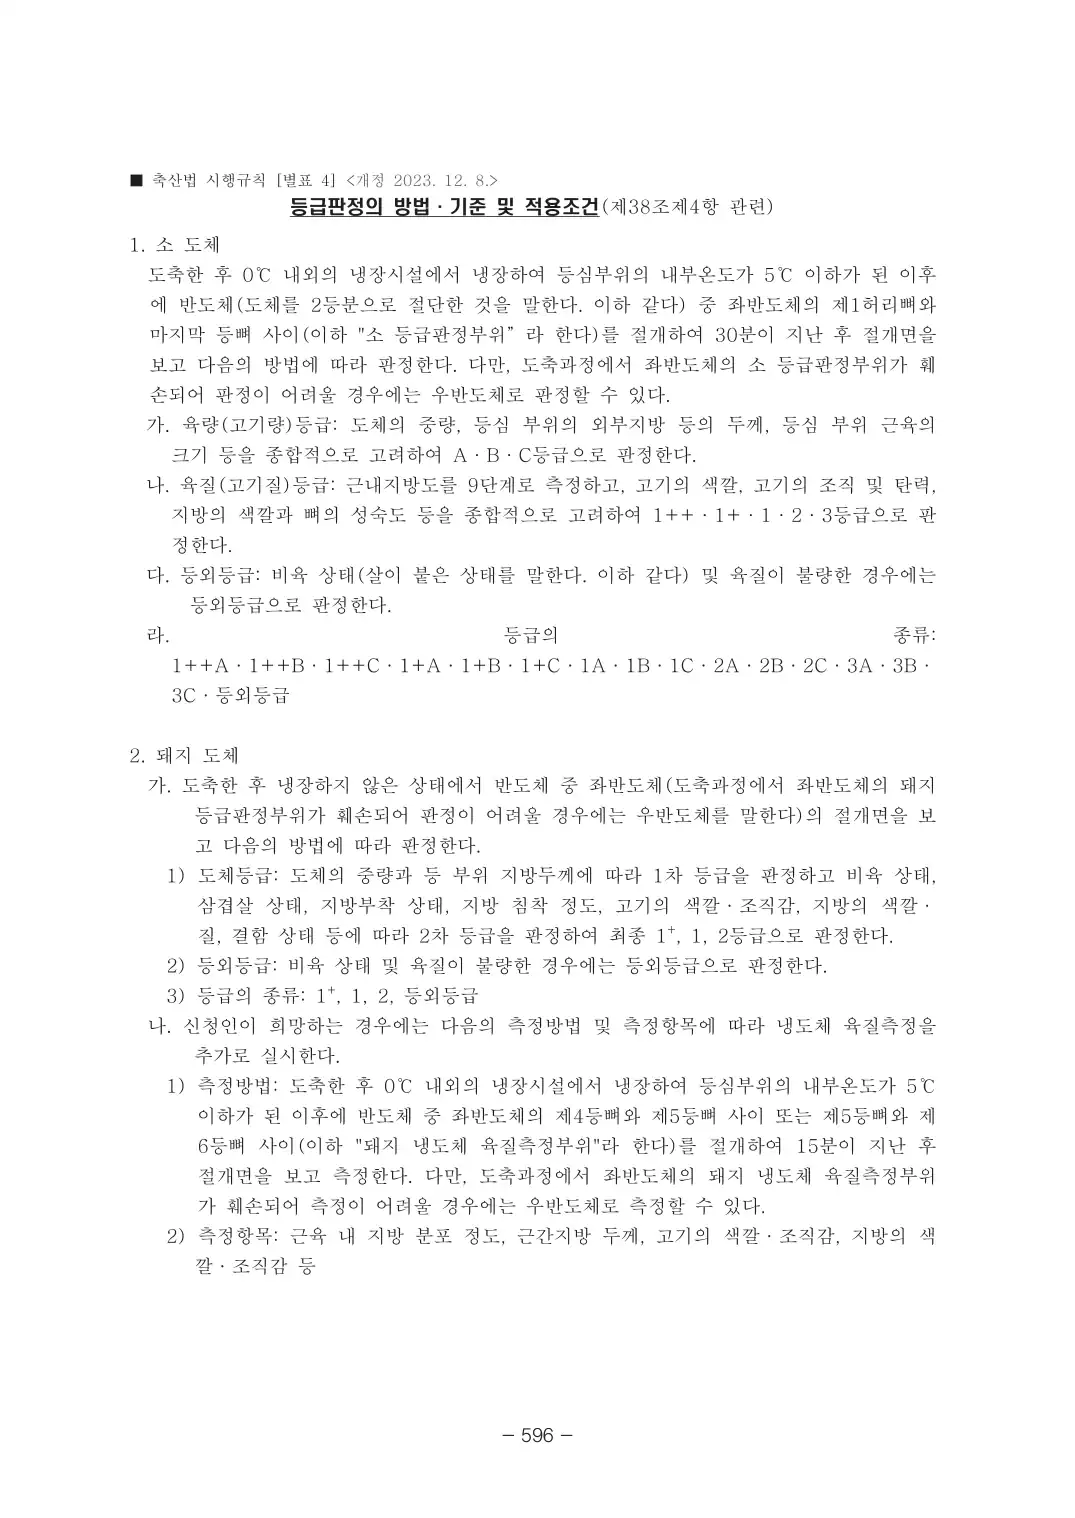 ■ 축산법 시행규칙 [별표 4] <개정 2023. 12. 8.>
등급판정의 방법·기준 및 적용조건(제38조제4항 관련)
1. 소 도체
도축한 후 0℃ 내외의 냉장시설에서 냉장하여 등심부위의 내부온도가 5℃ 이하가 된 이후
에 반도체(도체를 2등분으로 절단한 것을 말한다. 이하 같다) 중 좌반도체의 제1허리뼈와
마지막 등뼈 사이(이하 "소 등급판정부위”라 한다)를 절개하여 30분이 지난 후 절개면을
보고 다음의 방법에 따라 판정한다. 다만, 도축과정에서 좌반도체의 소 등급판정부위가 훼
손되어 판정이 어려울 경우에는 우반도체로 판정할 수 있다.
가. 육량(고기량)등급: 도체의 중량, 등심 부위의 외부지방 등의 두께, 등심 부위 근육의
크기 등을 종합적으로 고려하여 A·B·C등급으로 판정한다.
나. 육질(고기질)등급: 근내지방도를 9단계로 측정하고, 고기의 색깔, 고기의 조직 및 탄력,
지방의 색깔과 뼈의 성숙도 등을 종합적으로 고려하여 1++·1+·1·2·3등급으로 판
정한다.
다. 등외등급: 비육 상태(살이 붙은 상태를 말한다. 이하 같다) 및 육질이 불량한 경우에는
등외등급으로 판정한다.
라. 등급의 종류:
1++A·1++B·1++C·1+A·1+B·1+C·1A·1B·1C·2A·2B·2C·3A·3B·
3C·등외등급
2. 돼지 도체
가. 도축한 후 냉장하지 않은 상태에서 반도체 중 좌반도체(도축과정에서 좌반도체의 돼지
등급판정부위가 훼손되어 판정이 어려울 경우에는 우반도체를 말한다)의 절개면을 보
고 다음의 방법에 따라 판정한다.
1) 도체등급: 도체의 중량과 등 부위 지방두께에 따라 1차 등급을 판정하고 비육 상태,
삼겹살 상태, 지방부착 상태, 지방 침착 정도, 고기의 색깔·조직감, 지방의 색깔·
질, 결함 상태 등에 따라 2차 등급을 판정하여 최종 1⁺, 1, 2등급으로 판정한다.
2) 등외등급: 비육 상태 및 육질이 불량한 경우에는 등외등급으로 판정한다.
3) 등급의 종류: 1⁺, 1, 2, 등외등급
나. 신청인이 희망하는 경우에는 다음의 측정방법 및 측정항목에 따라 냉도체 육질측정을
추가로 실시한다.
1) 측정방법: 도축한 후 0℃ 내외의 냉장시설에서 냉장하여 등심부위의 내부온도가 5℃
이하가 된 이후에 반도체 중 좌반도체의 제4등뼈와 제5등뼈 사이 또는 제5등뼈와 제
6등뼈 사이(이하 "돼지 냉도체 육질측정부위"라 한다)를 절개하여 15분이 지난 후
절개면을 보고 측정한다. 다만, 도축과정에서 좌반도체의 돼지 냉도체 육질측정부위
가 훼손되어 측정이 어려울 경우에는 우반도체로 측정할 수 있다.
2) 측정항목: 근육 내 지방 분포 정도, 근간지방 두께, 고기의 색깔·조직감, 지방의 색
깔·조직감 등
- 596 -